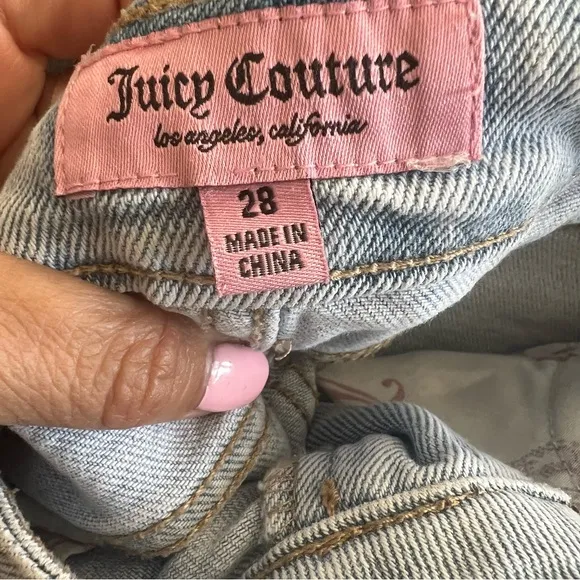 Juicy Couture
los angeles, california
28
MADE IN
CHINA